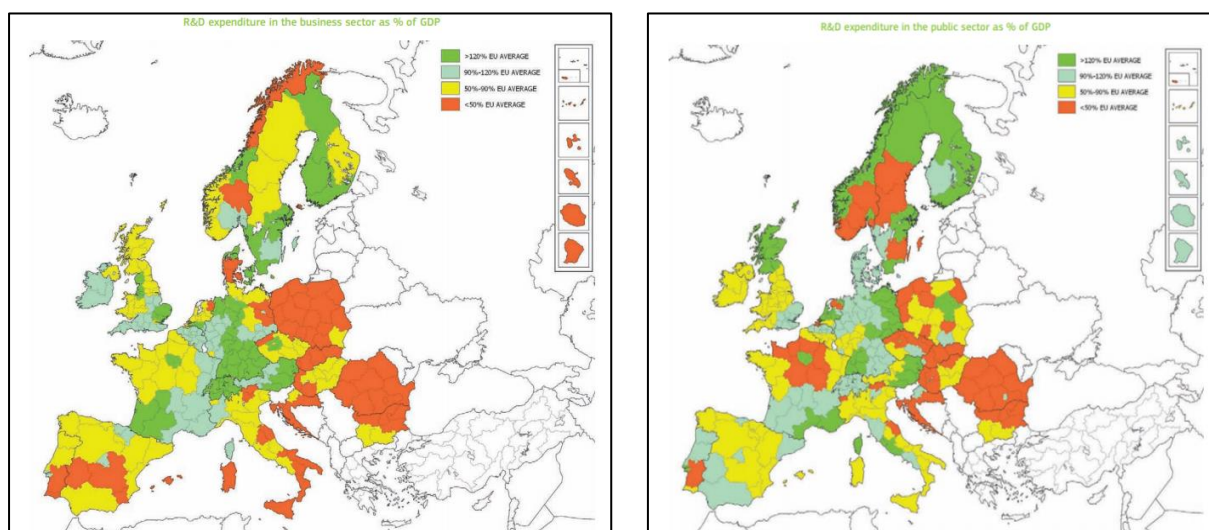 R&D expenditure in the business sector as % of GDP
>120% EU AVERAGE
90%-120% EU AVERAGE
50%-90% EU AVERAGE
<50% EU AVERAGE
R&D expenditure in the public sector as % of GDP
>120% EU AVERAGE
90%-120% EU AVERAGE
50%-90% EU AVERAGE
<50% EU AVERAGE